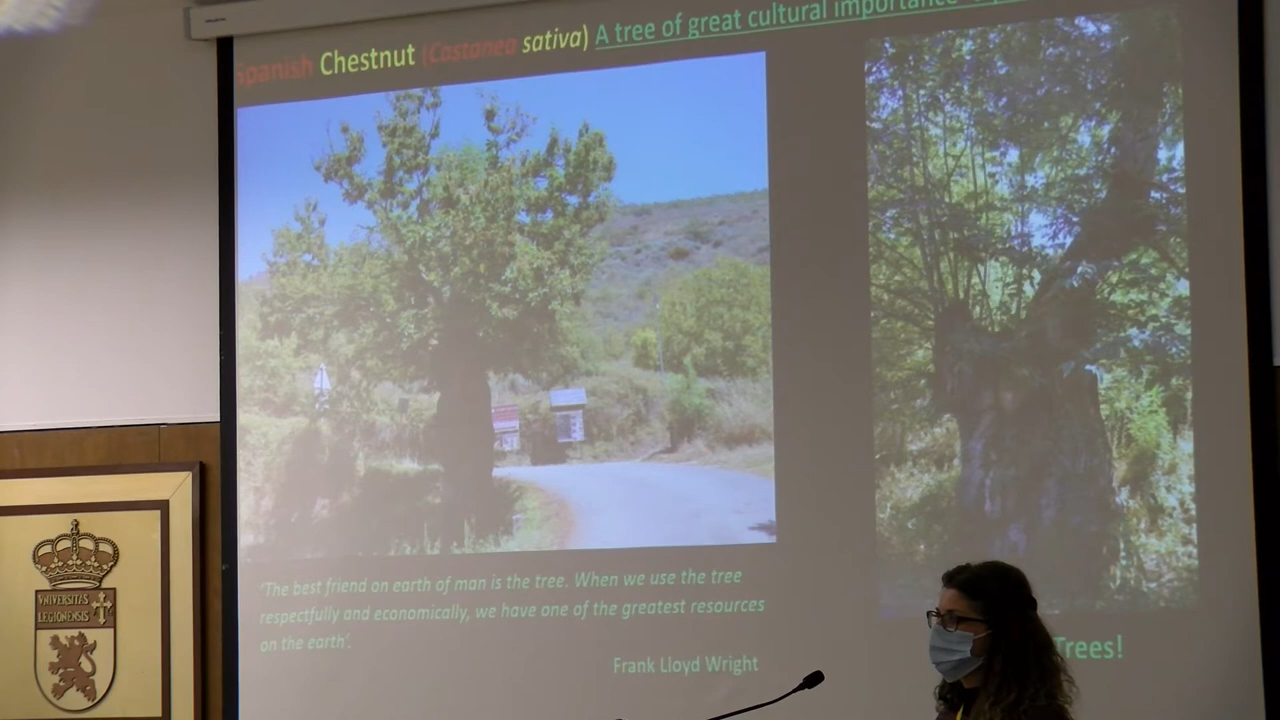 Spanish Chestnut (Castanea sativa) A tree of great cultural importance
'The best friend on earth of man is the tree. When we use the tree
respectfully and economically, we have one of the greatest resources
on the earth'.
Frank Lloyd Wright
Trees!
VNIVERSITAS
LEGIONENSIS